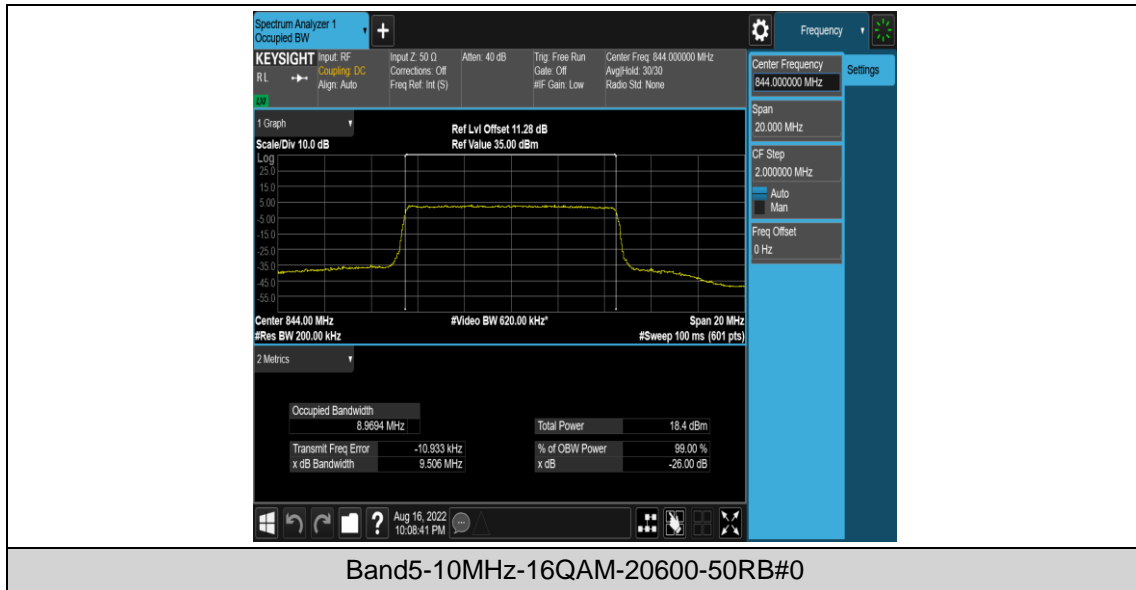 Spectrum Analyzer 1
Occupied BW
+
Frequency
KEYSIGHT Input: RF Input Z: 50 Ω Atten: 40 dB Trig: Free Run Center Freq: 844.000000 MHz
RL Coupling: DC Corrections: Off Gate: Off Avg|Hold: 30/30
Align: Auto Freq Ref: Int (S) #IF Gain: Low Radio Std: None
LXI
Center Frequency
844.000000 MHz
Settings
Span
20.000 MHz
CF Step
2.000000 MHz
Auto
Man
Freq Offset
0 Hz
1 Graph
Ref Lvl Offset 11.28 dB
Scale/Div 10.0 dB Ref Value 35.00 dBm
Log
25.0
15.0
5.00
-5.00
-15.0
-25.0
-35.0
-45.0
-55.0
Center 844.00 MHz #Video BW 620.00 kHz* Span 20 MHz
#Res BW 200.00 kHz #Sweep 100 ms (601 pts)
2 Metrics
Occupied Bandwidth
8.9694 MHz Total Power 18.4 dBm
Transmit Freq Error -10.933 kHz % of OBW Power 99.00 %
x dB Bandwidth 9.506 MHz x dB -26.00 dB
? Aug 16, 2022
10:08:41 PM
Band5-10MHz-16QAM-20600-50RB#0